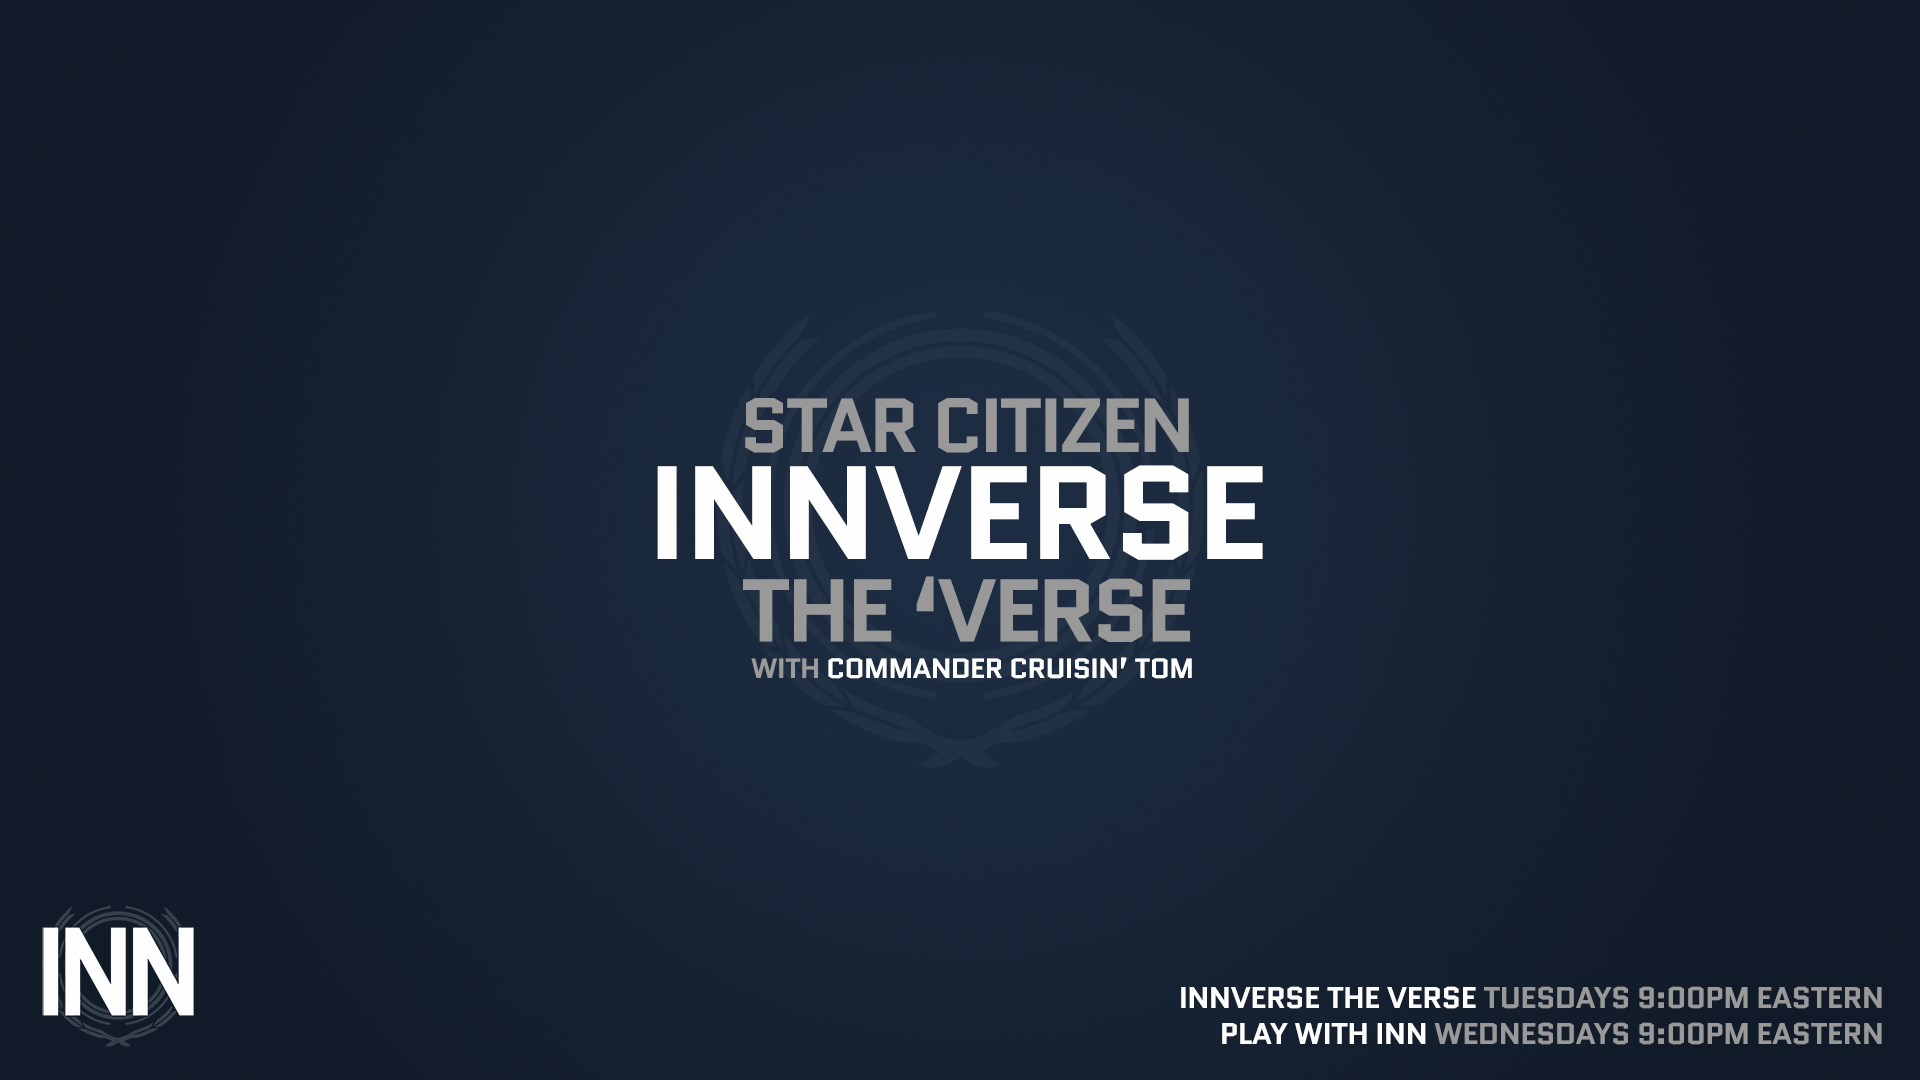 STAR CITIZEN
INNVERSE
THE ‘VERSE
WITH COMMANDER CRUISIN' TOM
INN
INNVERSE THE VERSE TUESDAYS 9:00PM EASTERN
PLAY WITH INN WEDNESDAYS 9:00PM EASTERN